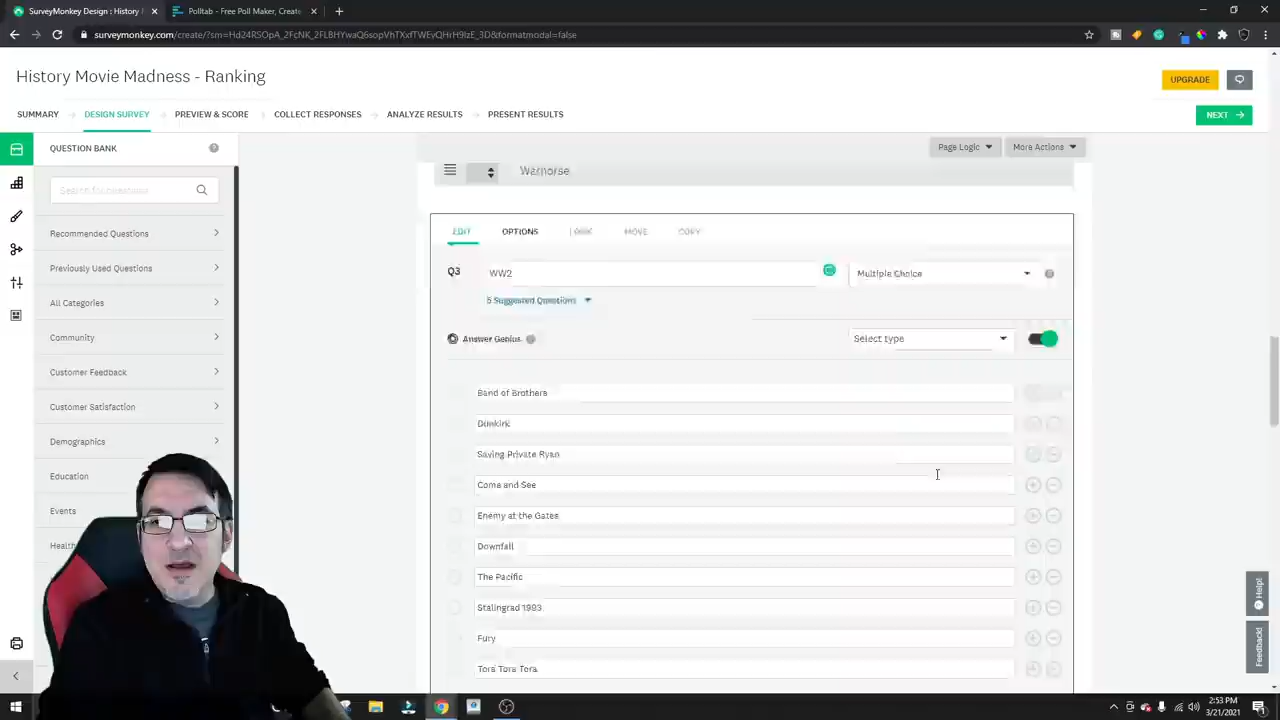 SurveyMonkey Design : History
Polltab - Free Poll Maker, Create
surveymonkey.com/create/?sm=Hd24RSOpA_2FcNK_2FLBHYwaQ6sopVhTXxfTWEvQHrH9IzE_3D&formatmodal=false
History Movie Madness - Ranking
UPGRADE
SUMMARY DESIGN SURVEY PREVIEW & SCORE COLLECT RESPONSES ANALYZE RESULTS PRESENT RESULTS
NEXT
QUESTION BANK
Page Logic
More Actions
Search for questions
Recommended Questions
Previously Used Questions
All Categories
Community
Customer Feedback
Customer Satisfaction
Demographics
Education
Events
Health
Warhorse
EDIT OPTIONS LOGIC MOVE COPY
Q3 WW2 Multiple Choice
5 Suggested Questions
Answer Genius Select type
Band of Brothers
Dunkirk
Saving Private Ryan
Come and See
Enemy at the Gates
Downfall
The Pacific
Stalingrad 1993
Fury
Tora Tora Tora
Help!
Feedback!
2:53 PM
3/21/2021